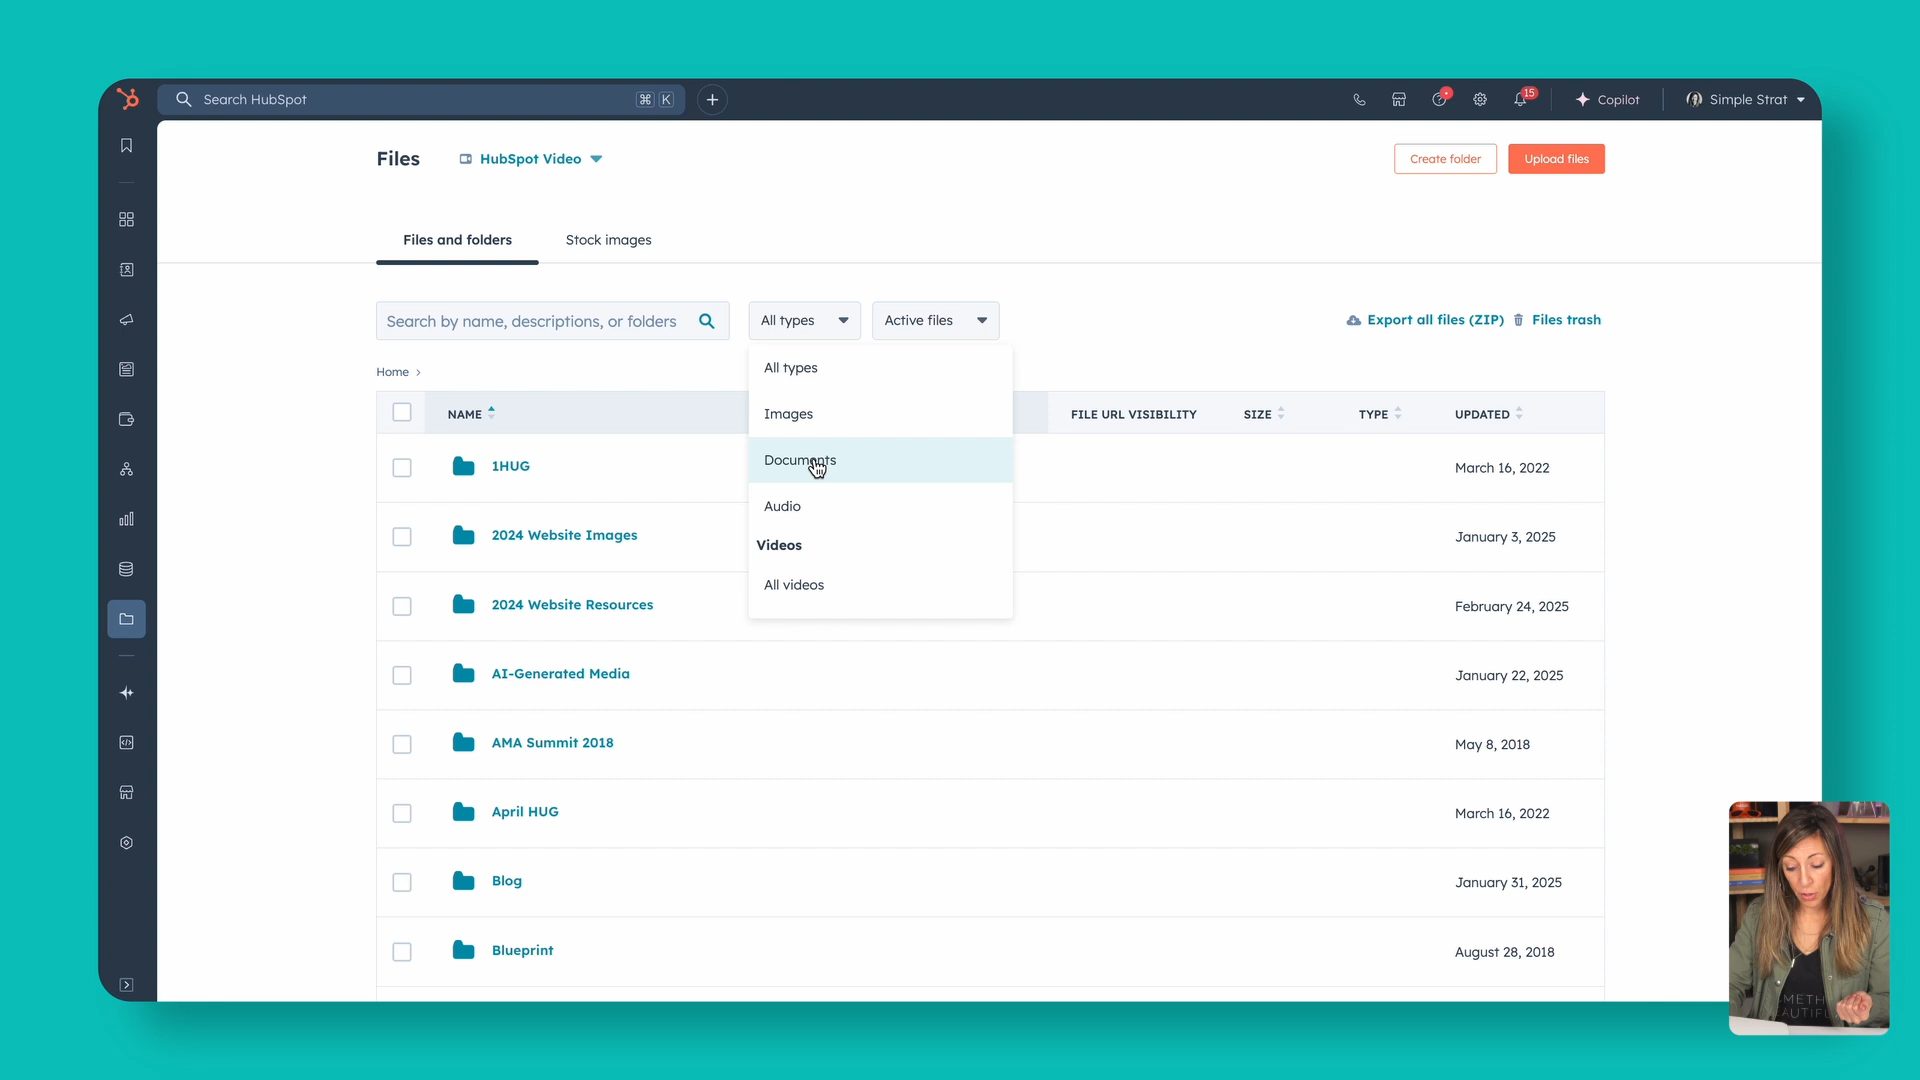 Search HubSpot
⌘ K
15
Copilot
Simple Strat
Files
HubSpot Video
Create folder
Upload files
Files and folders
Stock images
Search by name, descriptions, or folders
All types
Active files
Export all files (ZIP)
Files trash
All types
Images
Documents
Audio
Videos
All videos
Home
NAME
FILE URL VISIBILITY
SIZE
TYPE
UPDATED
1HUG
March 16, 2022
2024 Website Images
January 3, 2025
2024 Website Resources
February 24, 2025
AI-Generated Media
January 22, 2025
AMA Summit 2018
May 8, 2018
April HUG
March 16, 2022
Blog
January 31, 2025
Blueprint
August 28, 2018